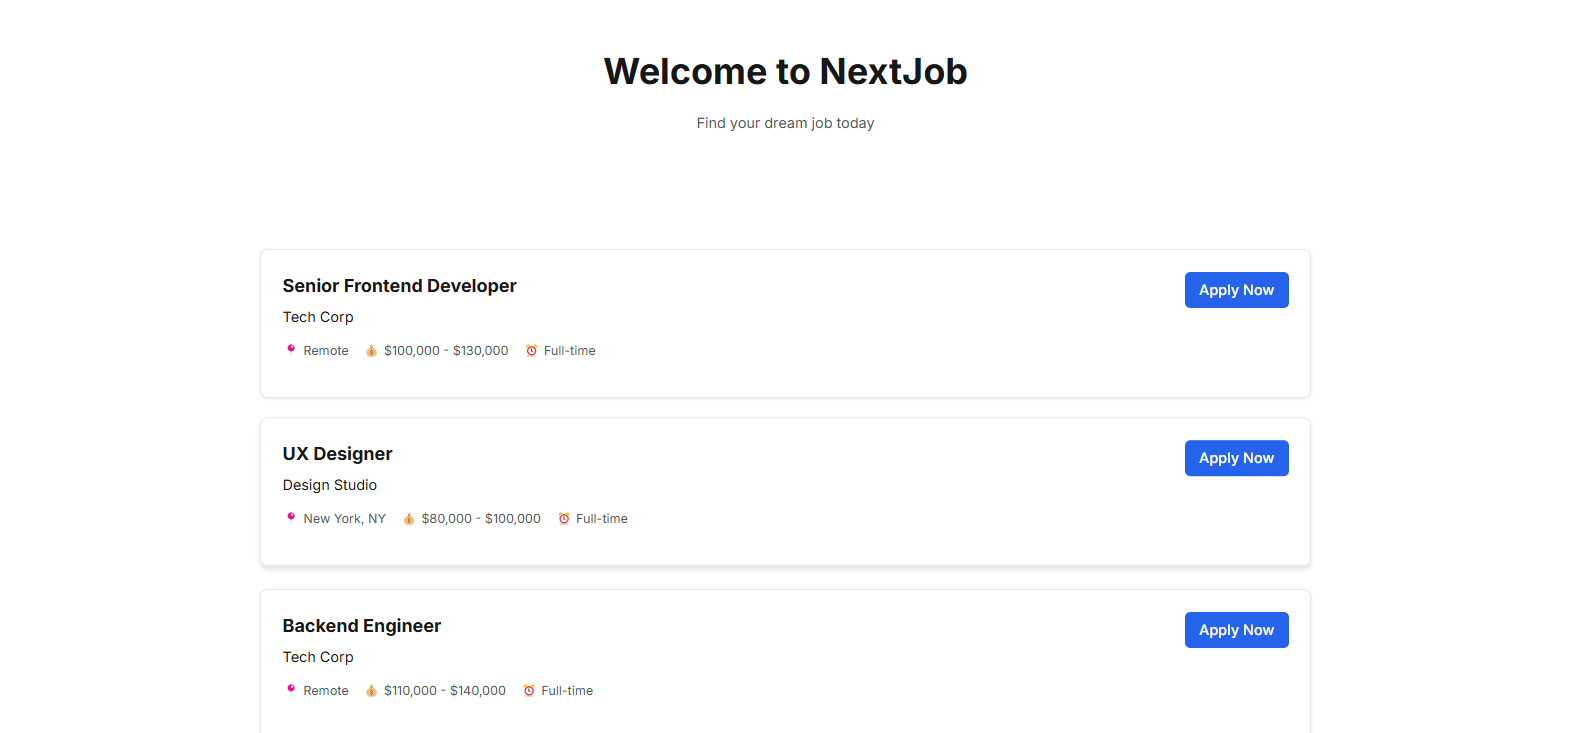 Welcome to NextJob
Find your dream job today
Senior Frontend Developer
Apply Now
Tech Corp
Remote $100,000 - $130,000 Full-time
UX Designer
Apply Now
Design Studio
New York, NY $80,000 - $100,000 Full-time
Backend Engineer
Apply Now
Tech Corp
Remote $110,000 - $140,000 Full-time